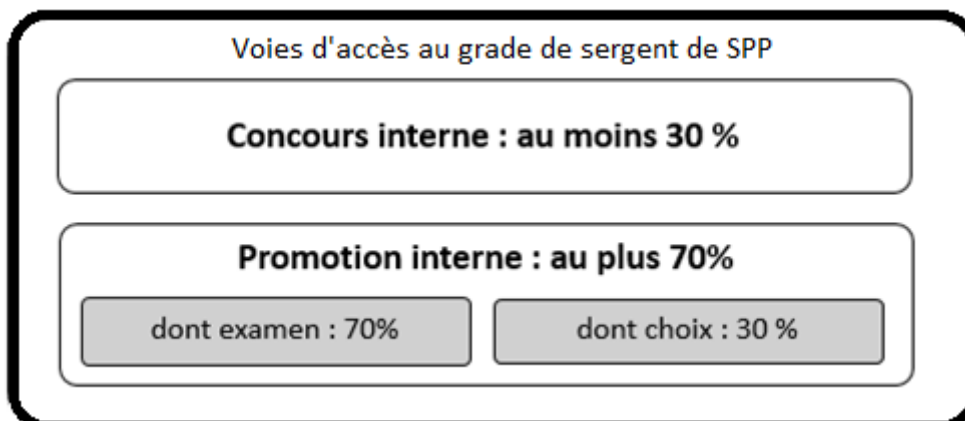 Voies d'accès au grade de sergent de SPP
Concours interne : au moins 30 %
Promotion interne : au plus 70%
dont examen : 70%
dont choix : 30 %